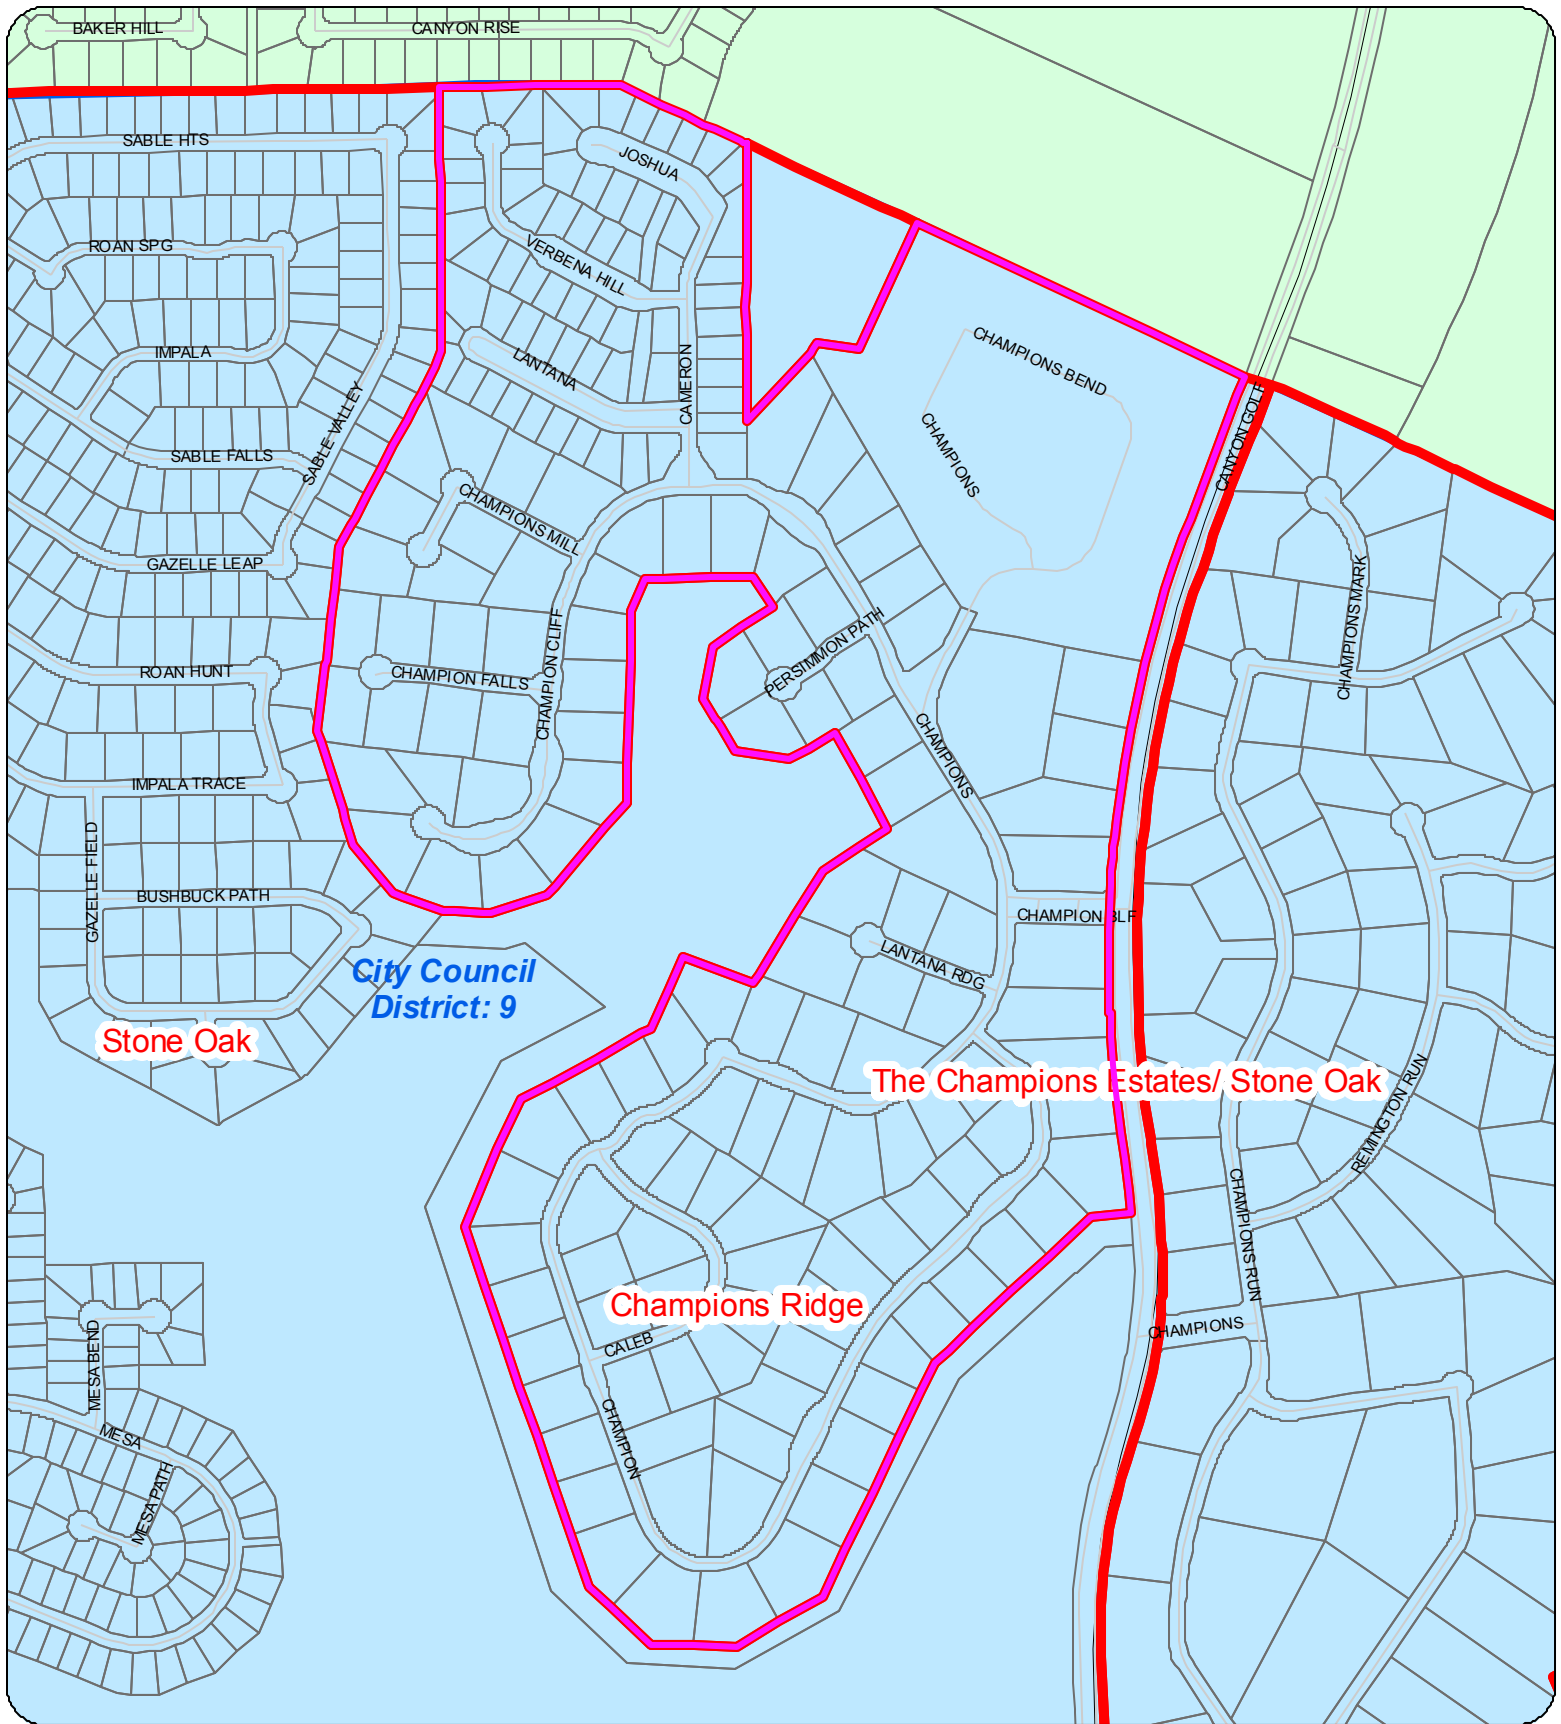 BAKER HILL
CANYON RISE
SABLE HTS
JOSHUA
ROAN SPG
VERBENA HILL
IMPALA
LANTANA
CAMERON
CHAMPIONS BEND
CANYON GOLF
SABLE VALLEY
SABLE FALLS
CHAMPIONS
CHAMPIONS MILL
GAZELLE LEAP
CHAMPIONS MARK
PERSIMMON PATH
ROAN HUNT
CHAMPION FALLS
CHAMPION CLIFF
CHAMPIONS
IMPALA TRACE
GAZELLE FIELD
BUSHBUCK PATH
CHAMPION BLF
LANTANA RDG
City Council
District: 9
Stone Oak
The Champions Estates/ Stone Oak
REMINGTON RUN
CHAMPIONS RUN
Champions Ridge
CHAMPIONS
CALEB
MESA BEND
CHAMPION
MESA
MESA PATH